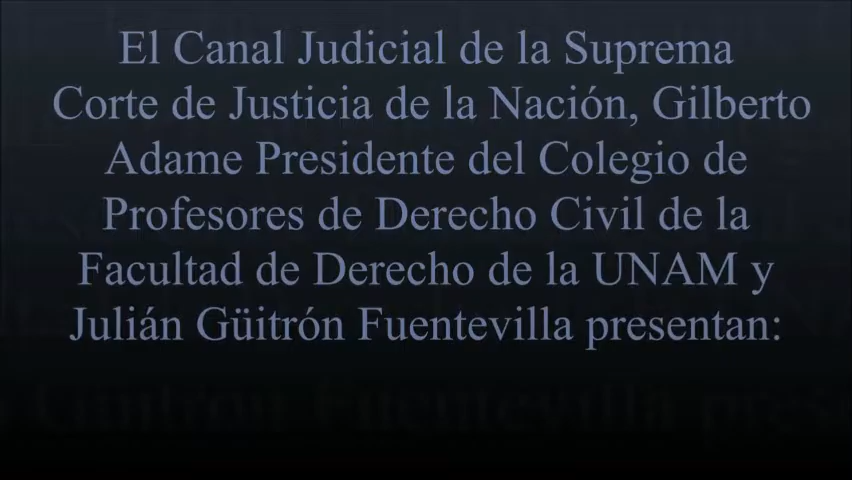 El Canal Judicial de la Suprema
Corte de Justicia de la Nación, Gilberto
Adame Presidente del Colegio de
Profesores de Derecho Civil de la
Facultad de Derecho de la UNAM y
Julián Güitrón Fuentevilla presentan: